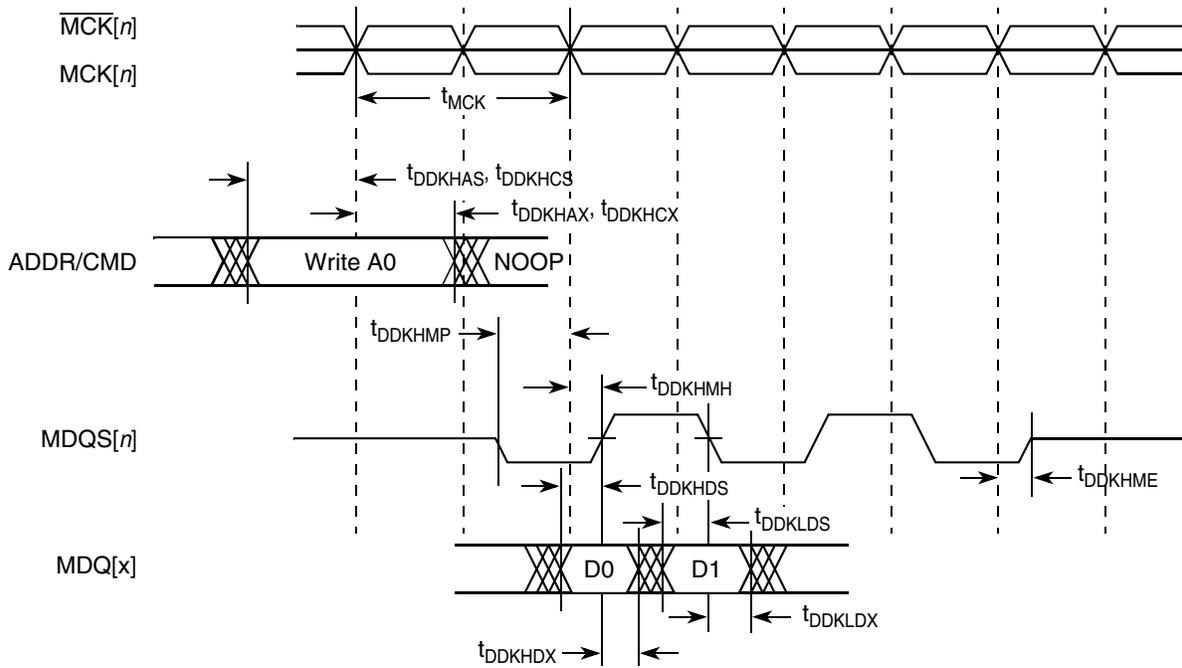 MCK[n]
MCK[n]
tMCK
tDDKHAS, tDDKHCS
tDDKHAX, tDDKHCX
ADDR/CMD
Write A0
NOOP
tDDKHMP
tDDKHMH
MDQS[n]
tDDKHDS
tDDKHME
tDDKLDS
MDQ[x]
D0
D1
tDDKLDX
tDDKHDX